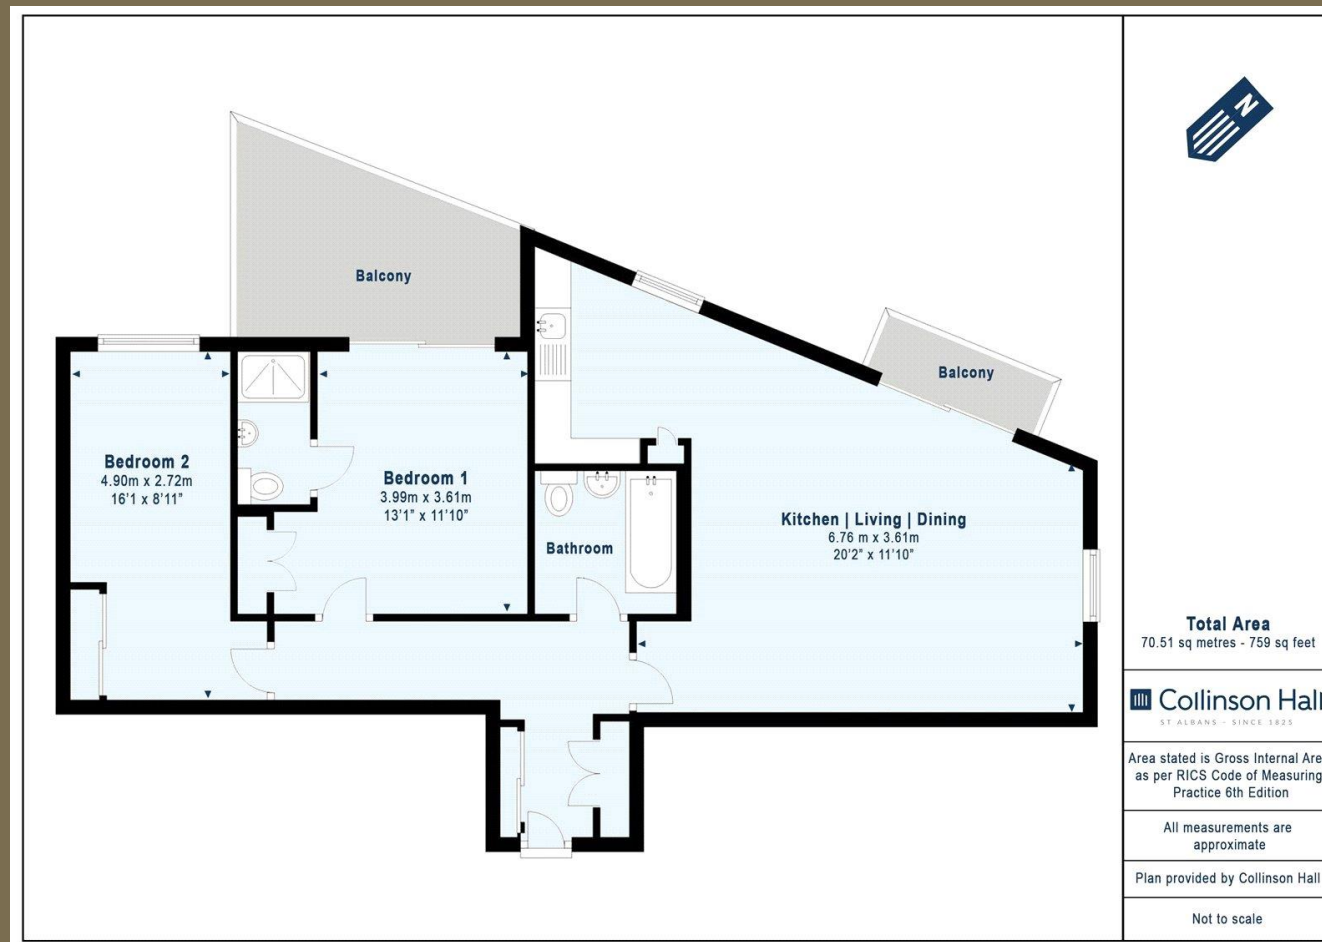 N
Balcony
Balcony
Bedroom 2
4.90m x 2.72m
16'1 x 8'11"
Bedroom 1
3.99m x 3.61m
13'1" x 11'10"
Bathroom
Kitchen | Living | Dining
6.76 m x 3.61m
20'2" x 11'10"
Total Area
70.51 sq metres - 759 sq feet
Collinson Hall
ST ALBANS - SINCE 1825
Area stated is Gross Internal Are
as per RICS Code of Measuring
Practice 6th Edition
All measurements are
approximate
Plan provided by Collinson Hall
Not to scale